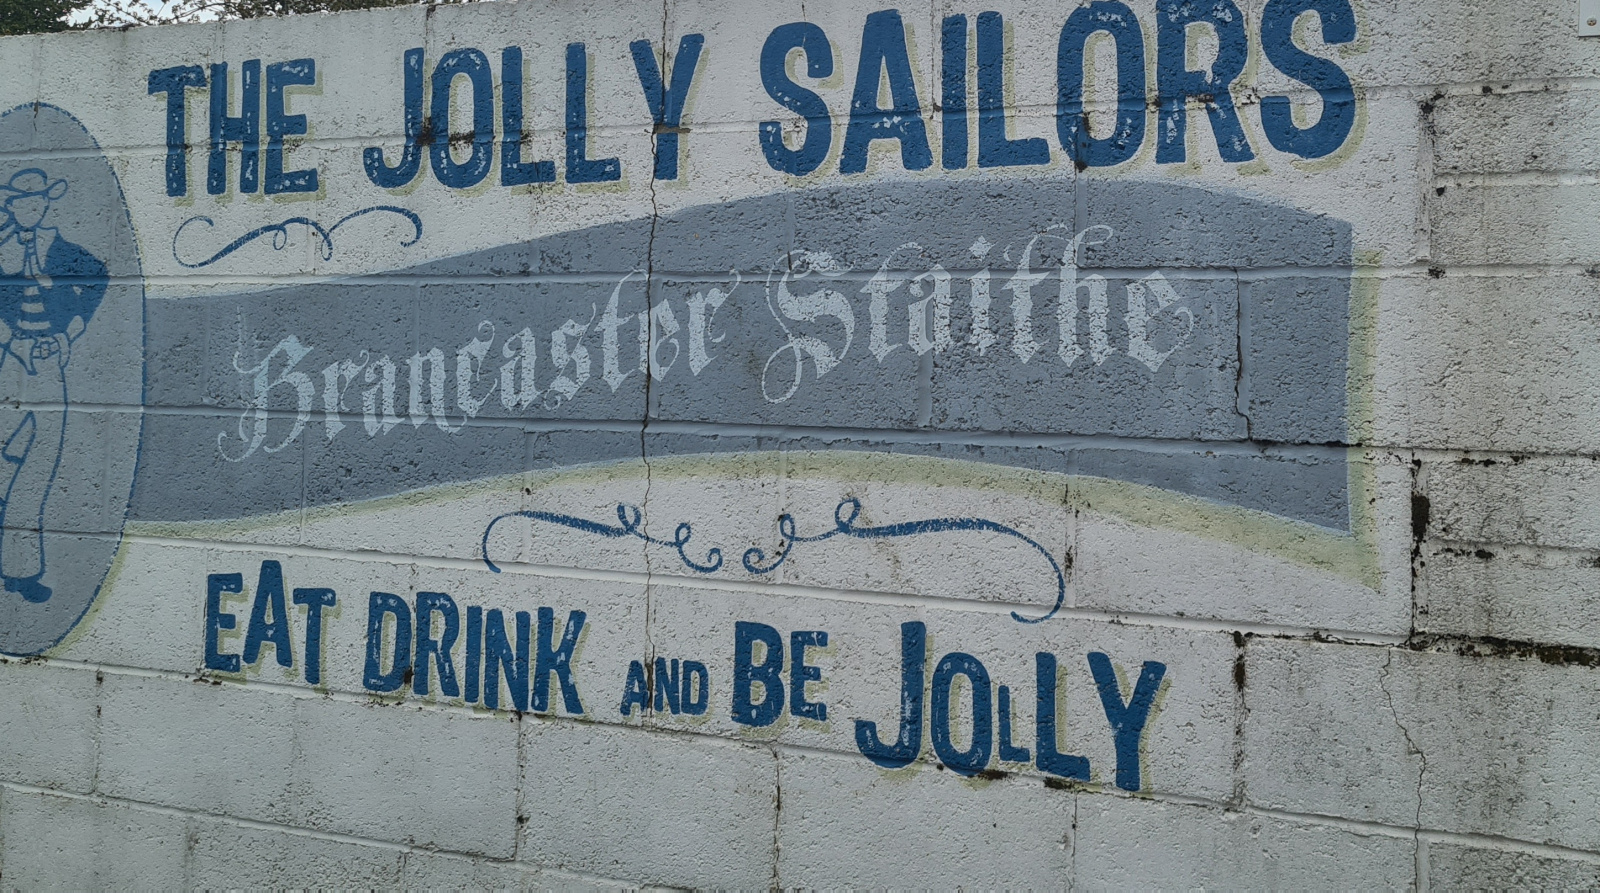 THE JOLLY SAILORS
Brancaster Staithe
EAT DRINK AND BE JOLLY